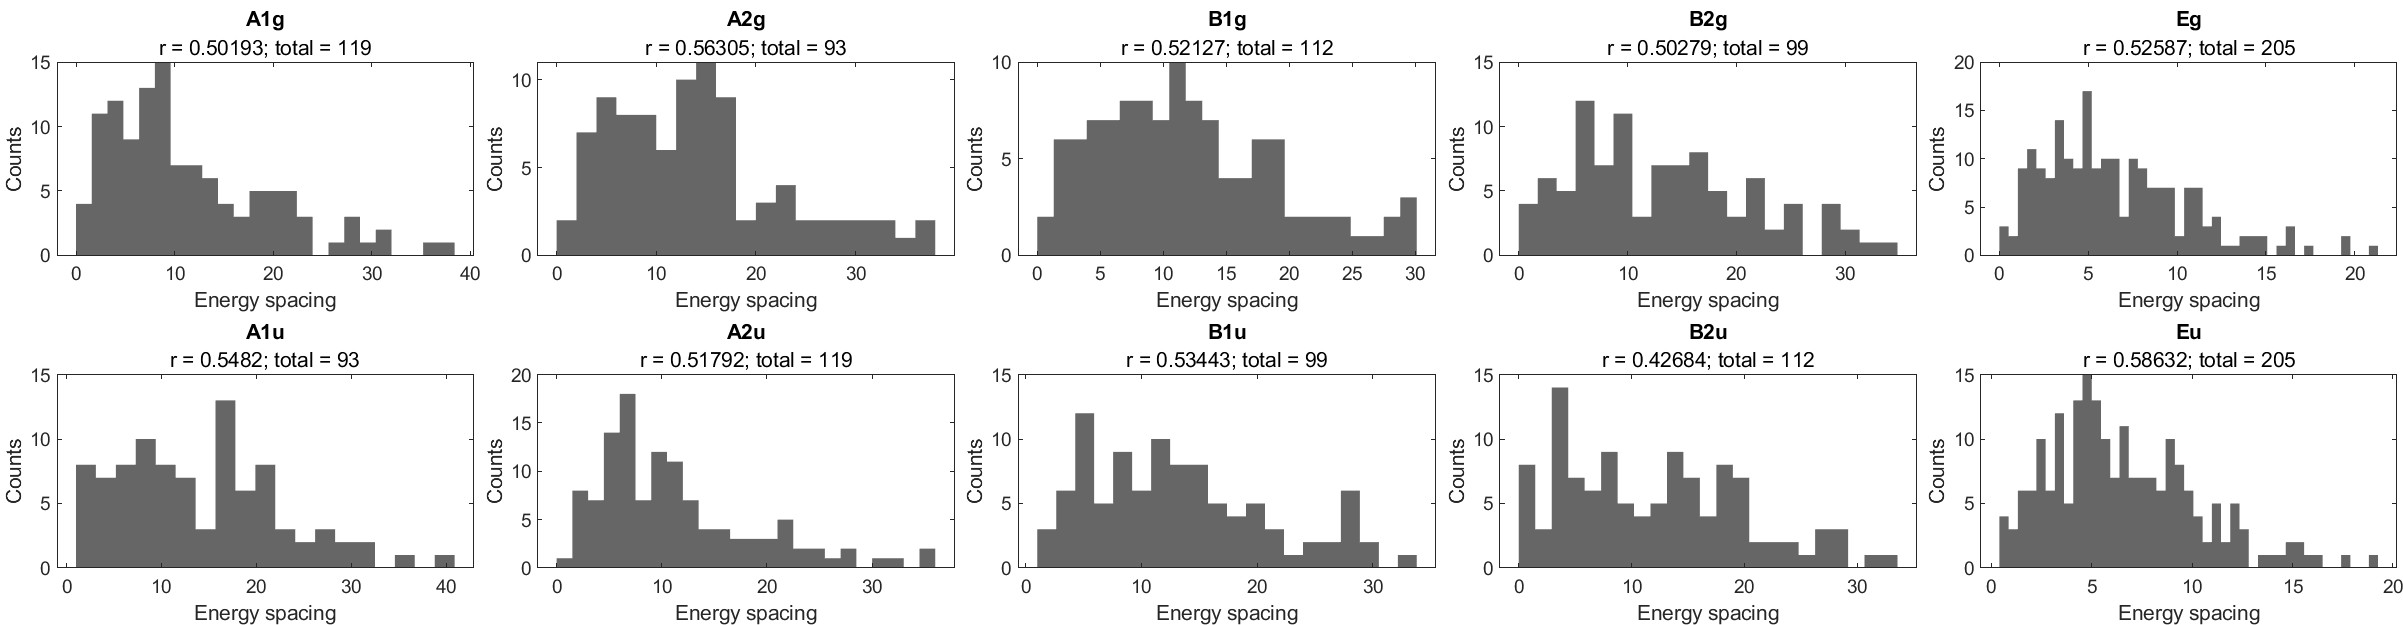 A1g
r = 0.50193; total = 119
15
10
5
0
Counts
0 10 20 30 40
Energy spacing
A2g
r = 0.56305; total = 93
10
5
0
Counts
0 10 20 30
Energy spacing
B1g
r = 0.52127; total = 112
10
5
0
Counts
0 5 10 15 20 25 30
Energy spacing
B2g
r = 0.50279; total = 99
15
10
5
0
Counts
0 10 20 30
Energy spacing
Eg
r = 0.52587; total = 205
20
15
10
5
0
Counts
0 5 10 15 20
Energy spacing
A1u
r = 0.5482; total = 93
15
10
5
0
Counts
0 10 20 30 40
Energy spacing
A2u
r = 0.51792; total = 119
20
15
10
5
0
Counts
0 10 20 30
Energy spacing
B1u
r = 0.53443; total = 99
15
10
5
0
Counts
0 10 20 30
Energy spacing
B2u
r = 0.42684; total = 112
15
10
5
0
Counts
0 10 20 30
Energy spacing
Eu
r = 0.58632; total = 205
15
10
5
0
Counts
0 5 10 15 20
Energy spacing